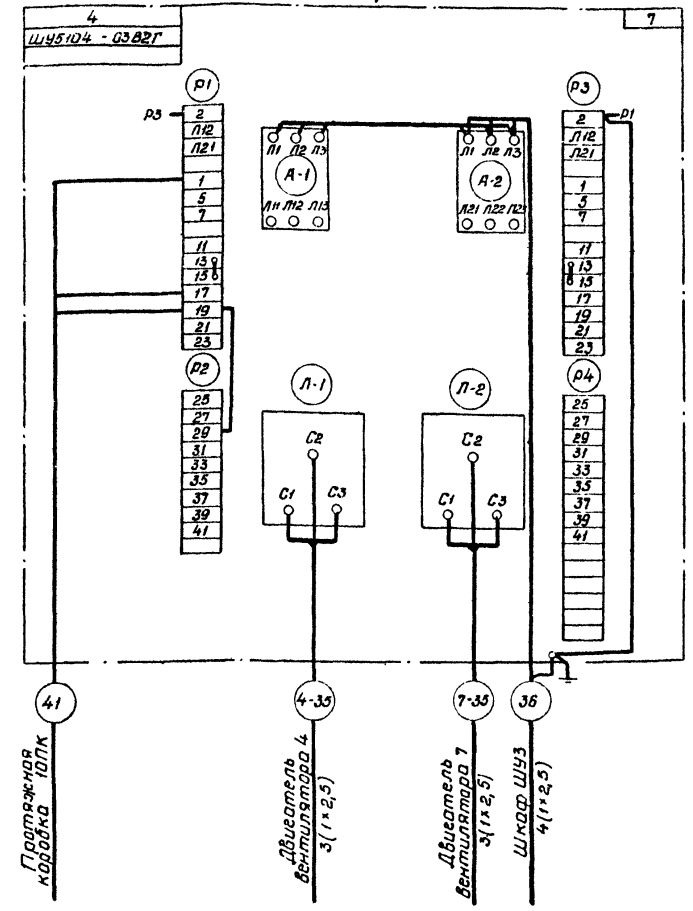 4
7
ШУ5104 - 03В2Г
Р1
Р3
2
Л12
Л21
1
5
7
11
13
15
17
19
21
23
Р2
25
27
29
31
33
35
37
39
41
Р3
Р1
2
Л12
Л21
1
5
7
11
13
15
17
19
21
23
Р4
25
27
29
31
33
35
37
39
41
Л1 Л2 Л3
А-1
Л11 Л12 Л13
Л1 Л2 Л3
А-2
Л21 Л22 Л23
Л-1
С2
С1 С3
Л-2
С2
С1 С3
41
4-35
7-35
36
Протяжная
коробка 10ПК
Двигатель
вентилятора 4
3(1×2,5)
Двигатель
вентилятора 7
3(1×2,5)
Шкаф ШУ3
4(1×2,5)